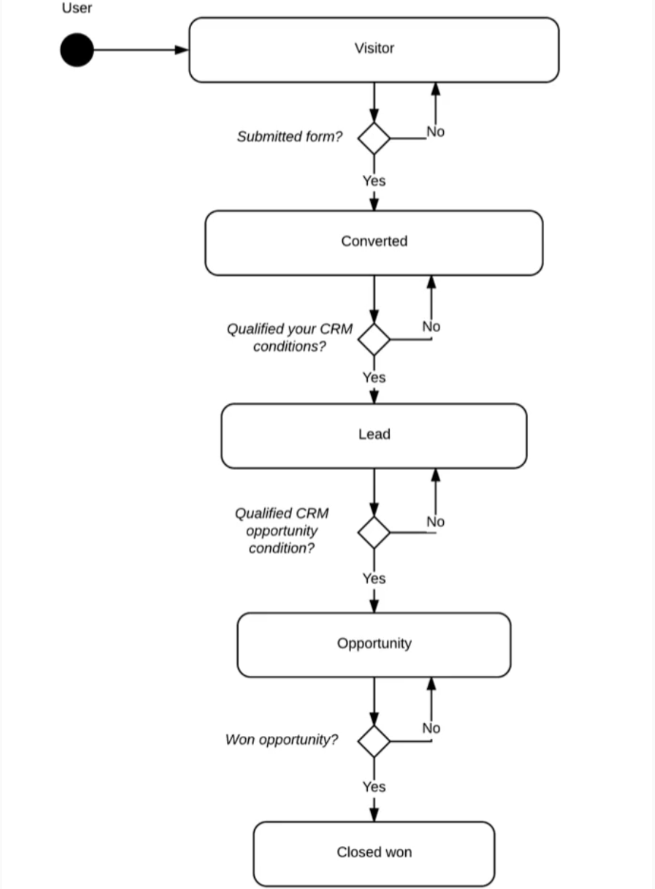 User
Visitor
Submitted form?
No
Yes
Converted
Qualified your CRM
conditions?
No
Yes
Lead
Qualified CRM
opportunity
condition?
No
Yes
Opportunity
Won opportunity?
No
Yes
Closed won